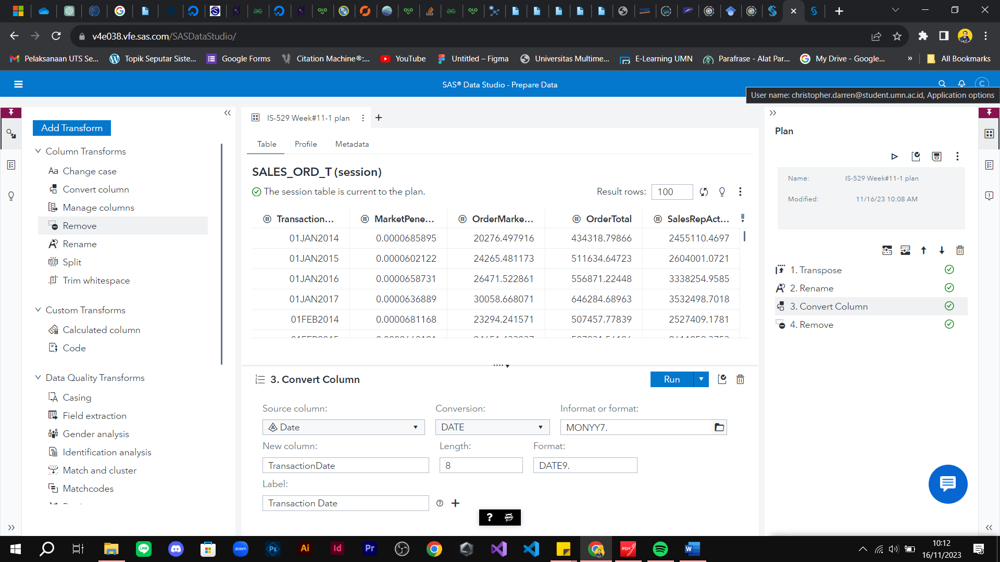 v4e038.vfe.sas.com/SASDataStudio/
Pelaksanaan UTS Se...
Topik Seputar Siste...
Google Forms
Citation Machine®:...
YouTube
Untitled – Figma
Universitas Multime...
E-Learning UMN
Parafrase - Alat Par...
My Drive - Google...
»
All Bookmarks
SAS® Data Studio - Prepare Data
C
User name: christopher.darren@student.umn.ac.id, Application options
Add Transform
Column Transforms
Aa Change case
Convert column
Manage columns
Remove
Rename
Split
Trim whitespace
Custom Transforms
Calculated column
Code
Data Quality Transforms
Casing
Field extraction
Gender analysis
Identification analysis
Match and cluster
Matchcodes
IS-529 Week#11-1 plan
Table Profile Metadata
SALES_ORD_T (session)
The session table is current to the plan.
Result rows: 100
Transaction... MarketPene... OrderMarke... OrderTotal SalesRepAct...
01JAN2014 0.0000685895 20276.497916 434318.79866 2455110.4697
01JAN2015 0.0000602122 24265.481173 511634.64723 2604001.0721
01JAN2016 0.0000658731 26471.522861 556871.22448 3338254.9585
01JAN2017 0.0000636889 30058.668071 646284.68963 3532498.7018
01FEB2014 0.0000681168 23294.241571 507457.77839 2527409.1781
3. Convert Column
Run
Source column: Conversion: Informat or format:
Date DATE MONYY7.
New column: Length: Format:
TransactionDate 8 DATE9.
Label:
Transaction Date
?
Plan
Name: IS-529 Week#11-1 plan
Modified: 11/16/23 10:08 AM
1. Transpose
2. Rename
3. Convert Column
4. Remove
LINE
zoom
Ps
Ai
Id
Pr
PDF
W
10:12
16/11/2023